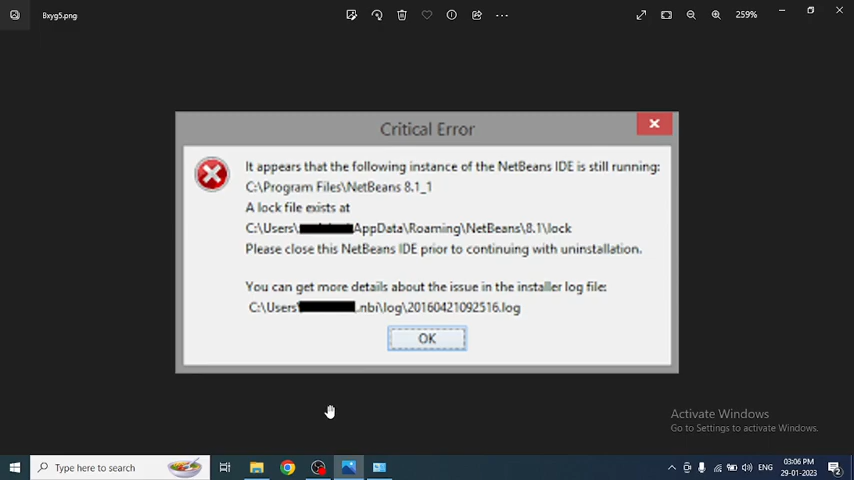 Bxyg5.png
259%
Critical Error
It appears that the following instance of the NetBeans IDE is still running:
C:\Program Files\NetBeans 8.1_1
A lock file exists at
C:\Users\ AppData\Roaming\NetBeans\8.1\lock
Please close this NetBeans IDE prior to continuing with uninstallation.
You can get more details about the issue in the installer log file:
C:\Users\ .nbi\log\20160421092516.log
OK
Activate Windows
Go to Settings to activate Windows.
Type here to search
ENG
03:06 PM
29-01-2023
2